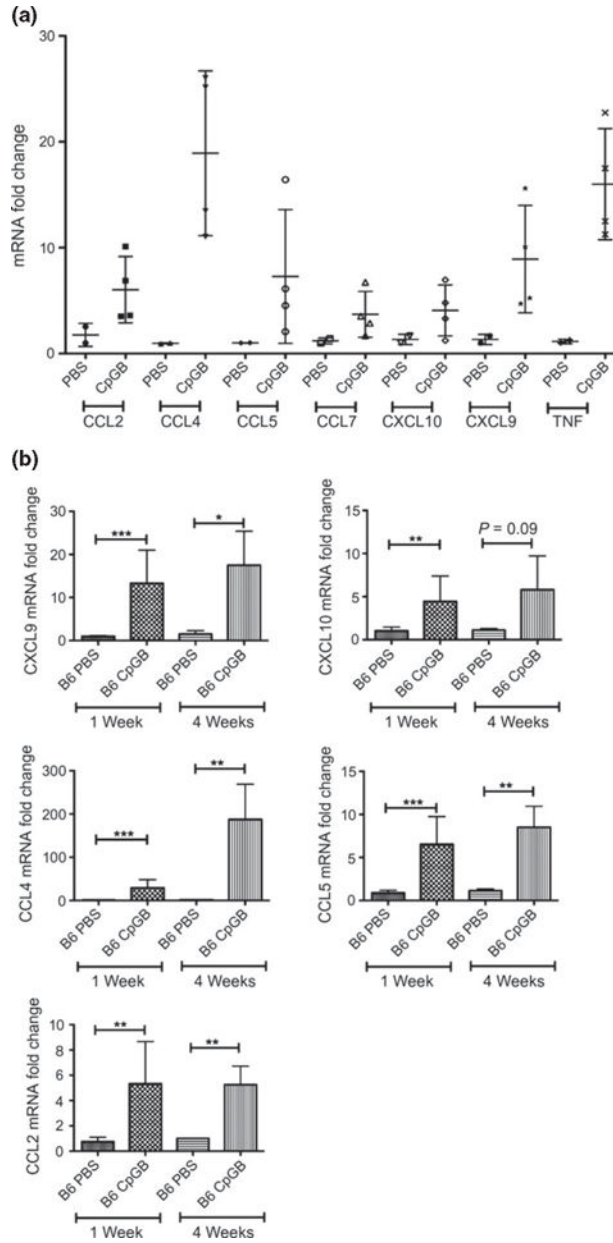 (a)
mRNA fold change
30
20
10
0
PBS CpGB PBS CpGB PBS CpGB PBS CpGB PBS CpGB PBS CpGB PBS CpGB
CCL2 CCL4 CCL5 CCL7 CXCL10 CXCL9 TNF
(b)
CXCL9 mRNA fold change
30
20
10
0
***
*
B6 PBS B6 CpGB B6 PBS B6 CpGB
1 Week 4 Weeks
CXCL10 mRNA fold change
15
10
5
0
**
P = 0.09
B6 PBS B6 CpGB B6 PBS B6 CpGB
1 Week 4 Weeks
CCL4 mRNA fold change
300
200
100
0
***
**
B6 PBS B6 CpGB B6 PBS B6 CpGB
1 Week 4 Weeks
CCL5 mRNA fold change
15
10
5
0
***
**
B6 PBS B6 CpGB B6 PBS B6 CpGB
1 Week 4 Weeks
CCL2 mRNA fold change
10
8
6
4
2
0
**
**
B6 PBS B6 CpGB B6 PBS B6 CpGB
1 Week 4 Weeks